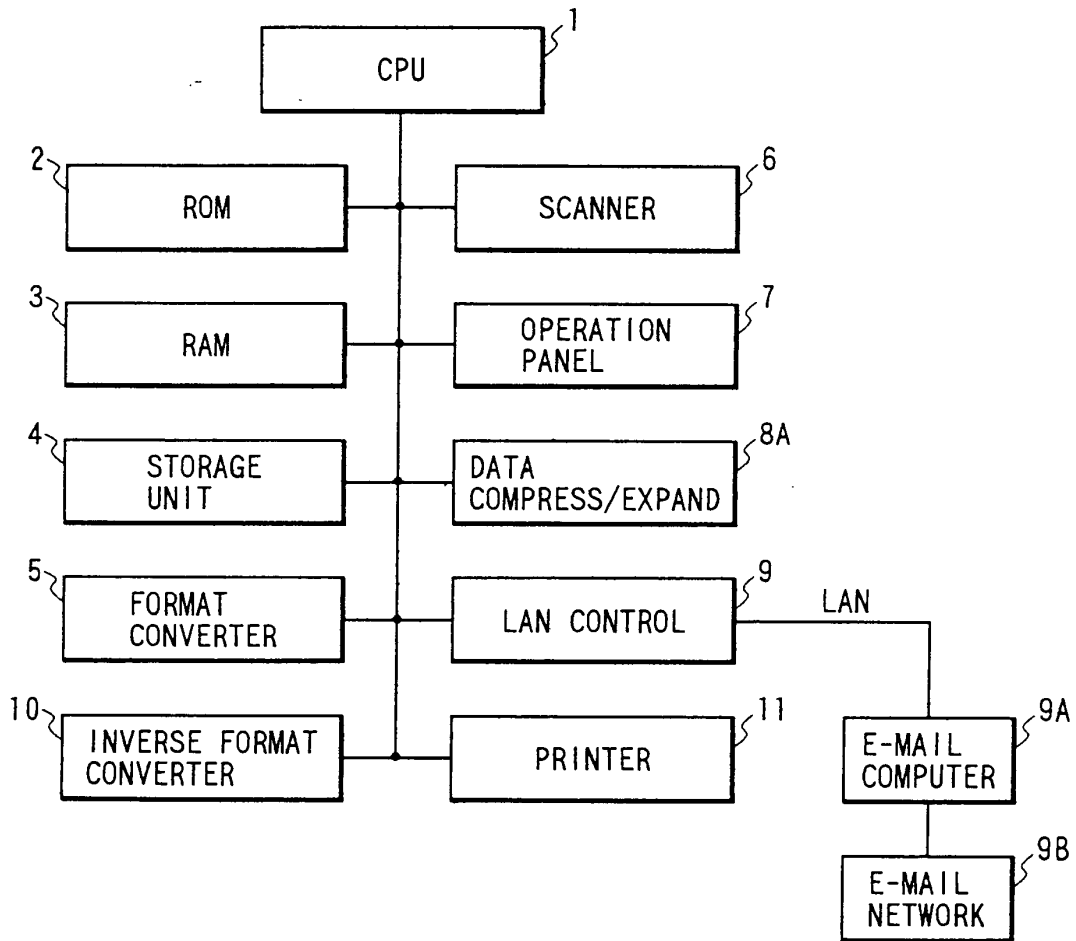 1
CPU
2
ROM
6
SCANNER
3
RAM
7
OPERATION
PANEL
4
STORAGE
UNIT
8A
DATA
COMPRESS/EXPAND
5
FORMAT
CONVERTER
9
LAN CONTROL
LAN
10
INVERSE FORMAT
CONVERTER
11
PRINTER
9A
E-MAIL
COMPUTER
9B
E-MAIL
NETWORK